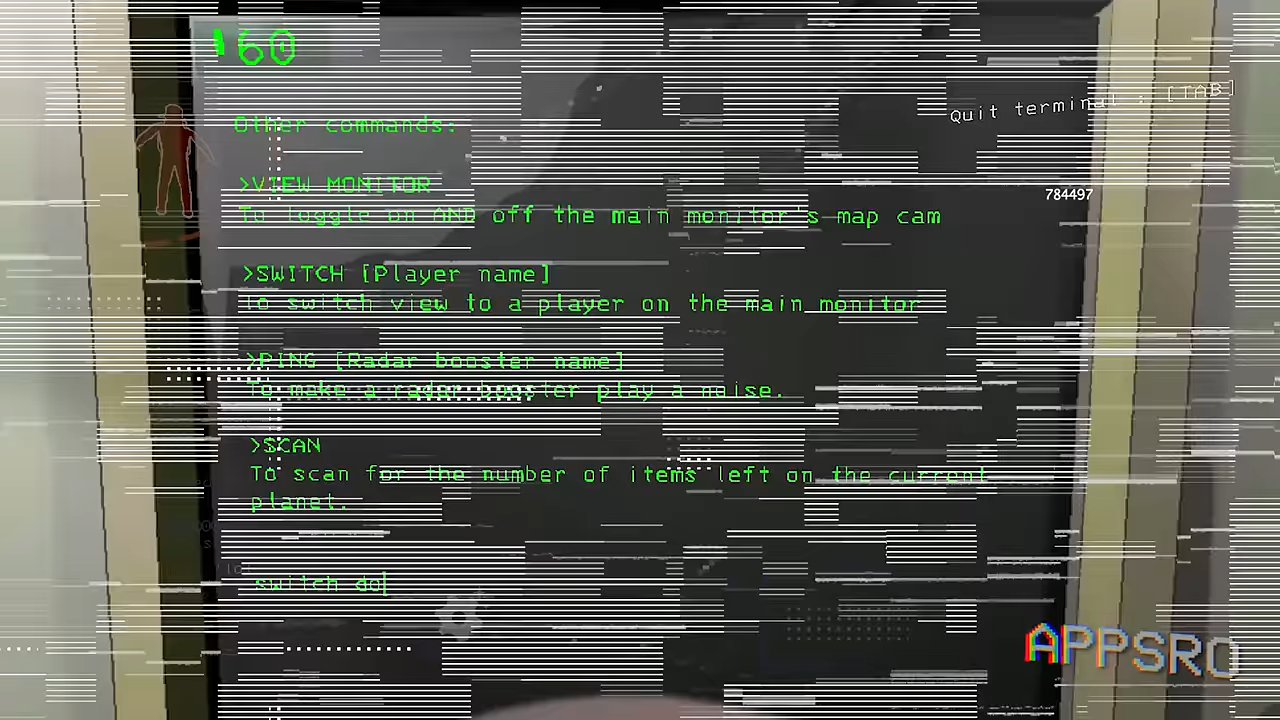 60
Quit terminal : [TAB]
Other commands:
>VIEW MONITOR
784497
To toggle on AND off the main monitor's map cam
>SWITCH [Player name]
To switch view to a player on the main monitor
>PING [Radar booster name]
To make a radar booster play a noise.
>SCAN
To scan for the number of items left on the current
planet.
switch do
APPSRO